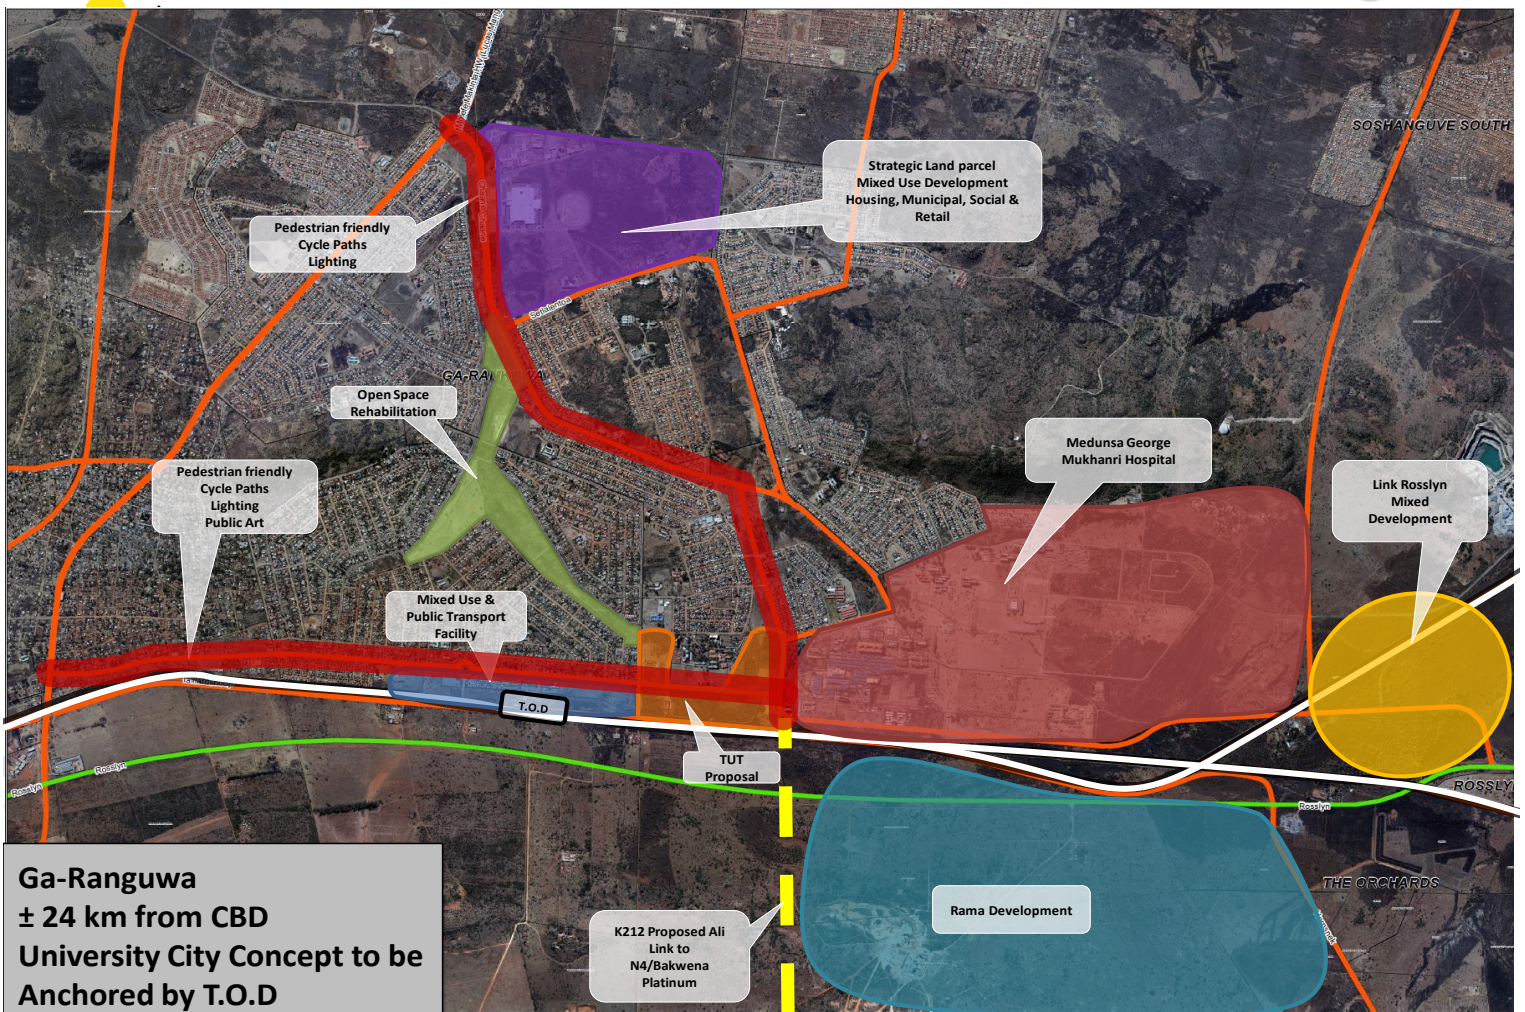 SOSHANGUVE SOUTH
Strategic Land parcel
Mixed Use Development
Housing, Municipal, Social &
Retail
Pedestrian friendly
Cycle Paths
Lighting
Setlalentoa
GA-RANKUWA
Open Space
Rehabilitation
Medunsa George
Mukhanri Hospital
Pedestrian friendly
Cycle Paths
Lighting
Public Art
Link Rosslyn
Mixed
Development
Mixed Use &
Public Transport
Facility
T.O.D
TUT
Proposal
Rosslyn
Rosslyn
Rosslyn
ROSSLY
THE ORCHARDS
Rama Development
K212 Proposed Ali
Link to
N4/Bakwena
Platinum
Ga-Ranguwa
± 24 km from CBD
University City Concept to be
Anchored by T.O.D